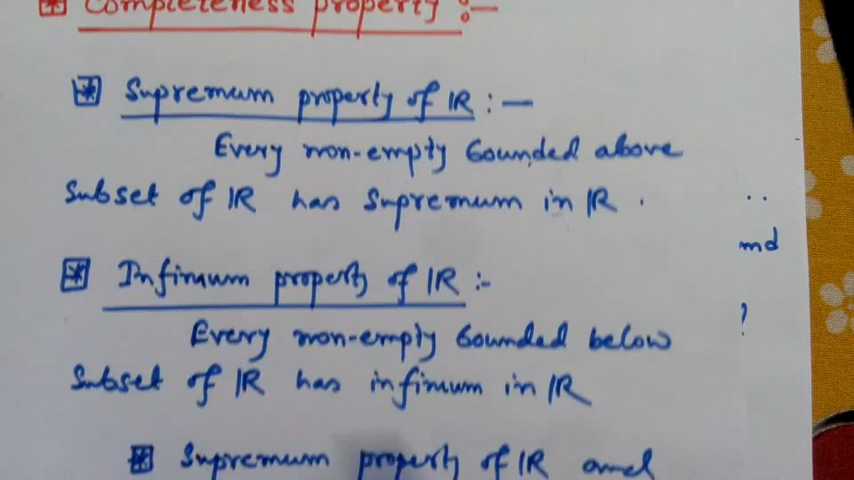 * Completeness property :-
* Supremum property of IR : —
Every non-empty bounded above
Subset of IR has Supremum in IR .
* Infimum property of IR :-
Every non-empty bounded below
Subset of IR has infimum in IR
* Supremum property of IR and
md
?